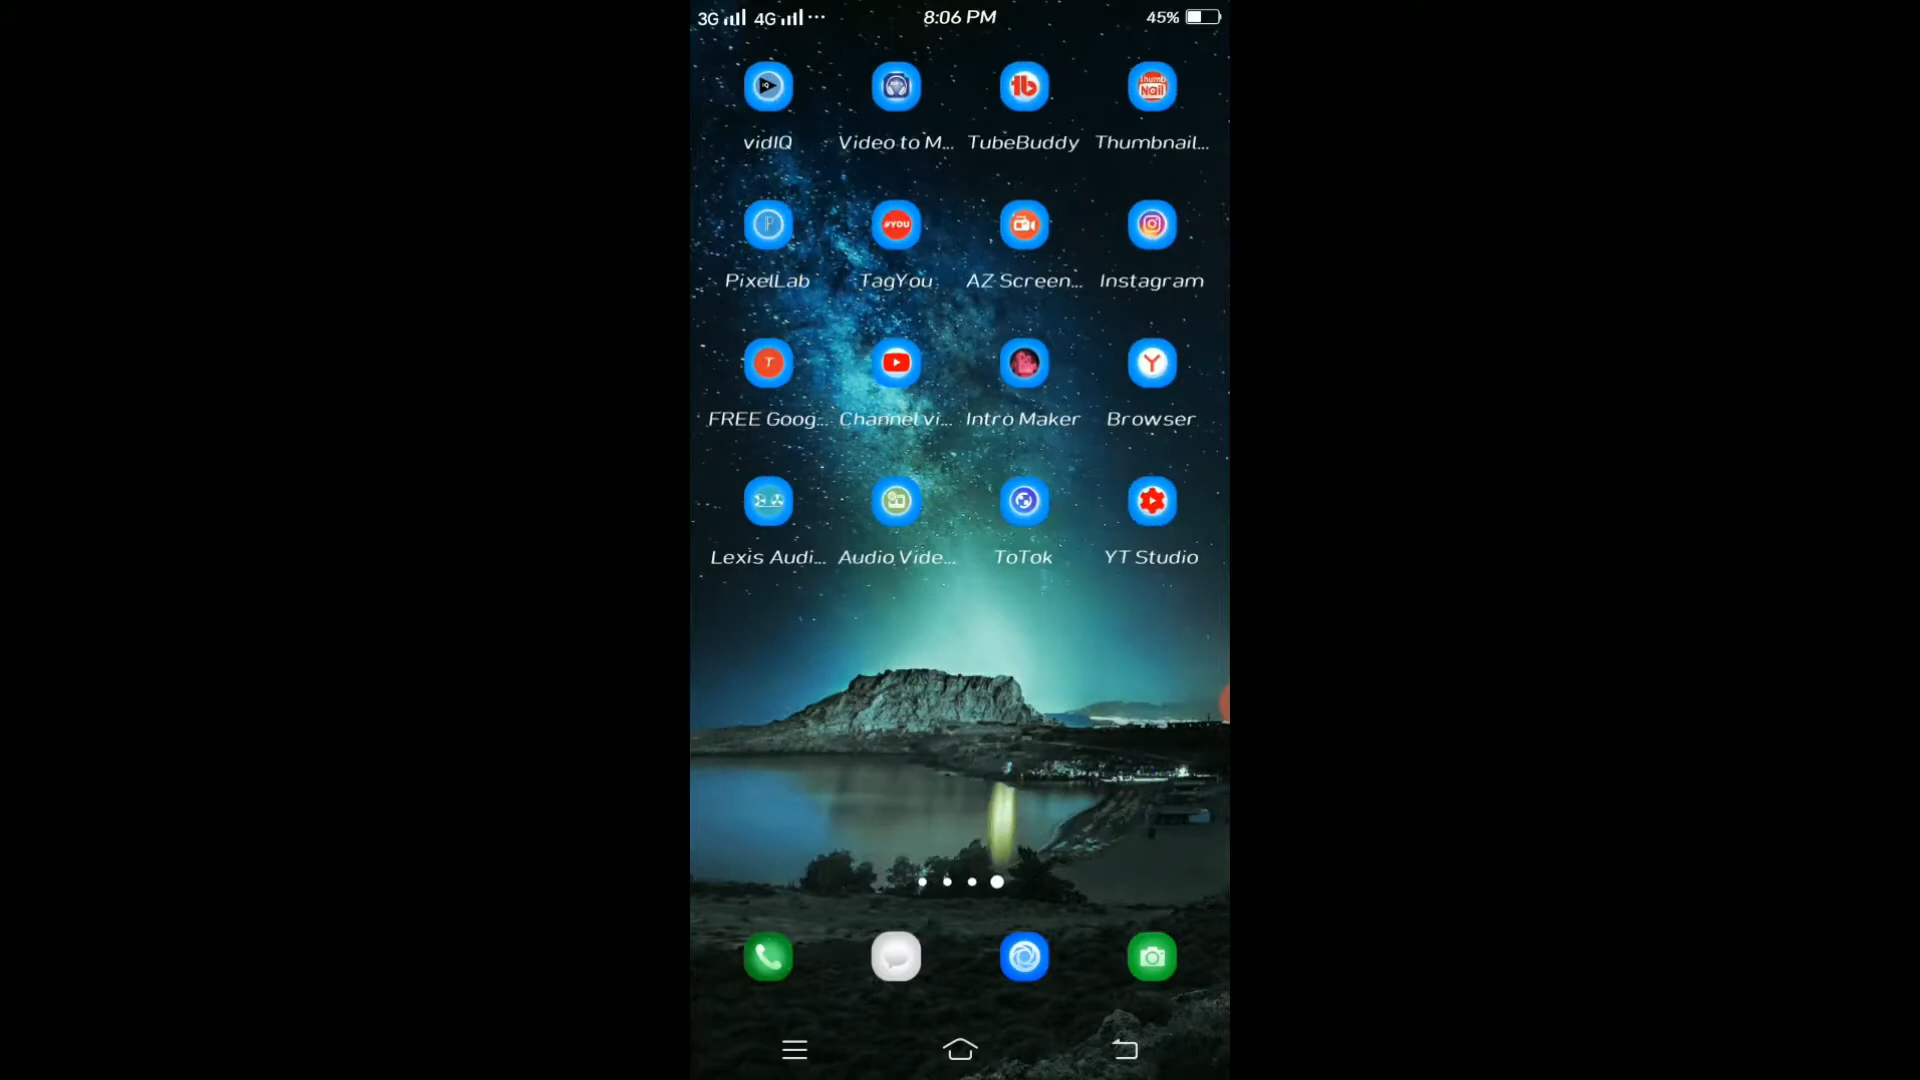 3G 4G ... 8:06 PM 45%
vidIQ Video to M... TubeBuddy Thumbnail...
PixelLab TagYou AZ Screen... Instagram
FREE Goog... Channel vi... Intro Maker Browser
Lexis Audi... Audio Vide... ToTok YT Studio